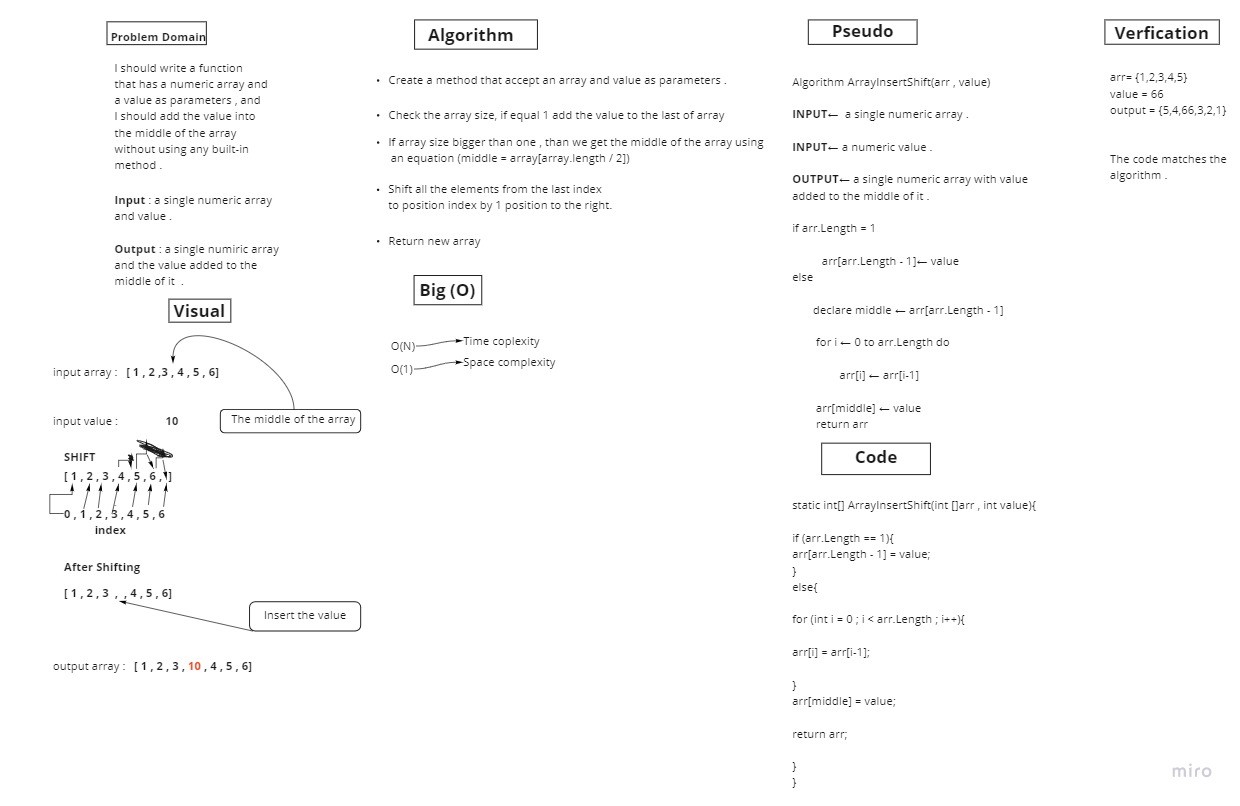 Problem Domain
I should write a function
that has a numeric array and
a value as parameters , and
I should add the value into
the middle of the array
without using any built-in
method .
Input : a single numeric array
and value .
Output : a single numiric array
and the value added to the
middle of it .
Visual
input array : [ 1 , 2 ,3 , 4 , 5 , 6]
input value : 10
The middle of the array
SHIFT
[ 1 , 2 , 3 , 4 , 5 , 6 , ]
0 , 1 , 2 , 3 , 4 , 5 , 6
index
After Shifting
[ 1 , 2 , 3 , , 4 , 5 , 6]
Insert the value
output array : [ 1 , 2 , 3 , 10 , 4 , 5 , 6]
Algorithm
• Create a method that accept an array and value as parameters .
• Check the array size, if equal 1 add the value to the last of array
• If array size bigger than one , than we get the middle of the array using
an equation (middle = array[array.length / 2])
• Shift all the elements from the last index
to position index by 1 position to the right.
• Return new array
Big (O)
O(N) Time coplexity
O(1) Space complexity
Pseudo
Algorithm ArrayInsertShift(arr , value)
INPUT← a single numeric array .
INPUT← a numeric value .
OUTPUT← a single numeric array with value
added to the middle of it .
if arr.Length = 1
arr[arr.Length - 1]← value
else
declare middle ← arr[arr.Length - 1]
for i ← 0 to arr.Length do
arr[i] ← arr[i-1]
arr[middle] ← value
return arr
Code
static int[] ArrayInsertShift(int []arr , int value){
if (arr.Length == 1){
arr[arr.Length - 1] = value;
}
else{
for (int i = 0 ; i < arr.Length ; i++){
arr[i] = arr[i-1];
}
arr[middle] = value;
return arr;
}
}
Verfication
arr= {1,2,3,4,5}
value = 66
output = {5,4,66,3,2,1}
The code matches the
algorithm .
miro